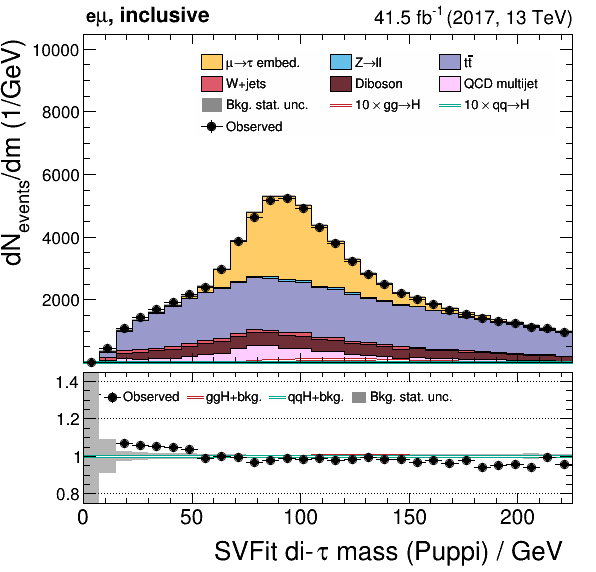 eμ, inclusive
41.5 fb⁻¹ (2017, 13 TeV)
dN_events/dm (1/GeV)
10000
8000
6000
4000
2000
μ→τ embed.
Z→ll
tt̄
W+jets
Diboson
QCD multijet
Bkg. stat. unc.
10 × gg→H
10 × qq→H
Observed
1.4
1.2
1
0.8
Observed
ggH+bkg.
qqH+bkg.
Bkg. stat. unc.
0
50
100
150
200
SVFit di-τ mass (Puppi) / GeV